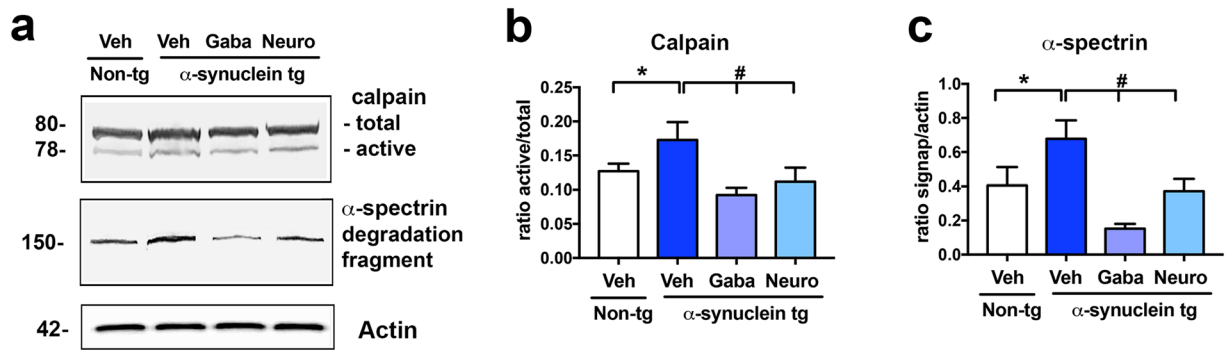 a
Veh Veh Gaba Neuro
Non-tg α-synuclein tg
80-
78-
calpain
- total
- active
150-
α-spectrin
degradation
fragment
42-
Actin
b
Calpain
* #
ratio active/total
0.25
0.20
0.15
0.10
0.05
0.00
Veh Veh Gaba Neuro
Non-tg α-synuclein tg
c
α-spectrin
* #
ratio signap/actin
1.0
0.8
0.6
0.4
0.2
0.0
Veh Veh Gaba Neuro
Non-tg α-synuclein tg